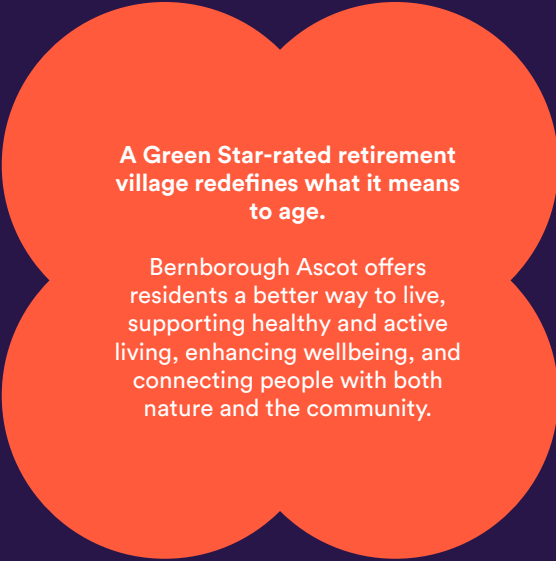 A Green Star-rated retirement
village redefines what it means
to age.
Bernborough Ascot offers
residents a better way to live,
supporting healthy and active
living, enhancing wellbeing, and
connecting people with both
nature and the community.